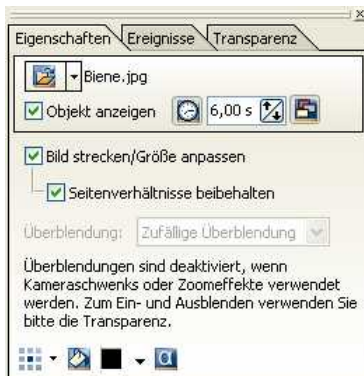 Eigenschaften Ereignisse Transparenz
Biene.jpg
Objekt anzeigen 6,00 s
Bild strecken/Größe anpassen
Seitenverhältnisse beibehalten
Überblendung: Zufällige Überblendung
Überblendungen sind deaktiviert, wenn
Kameraschwenks oder Zoomeffekte verwendet
werden. Zum Ein- und Ausblenden verwenden Sie
bitte die Transparenz.
α